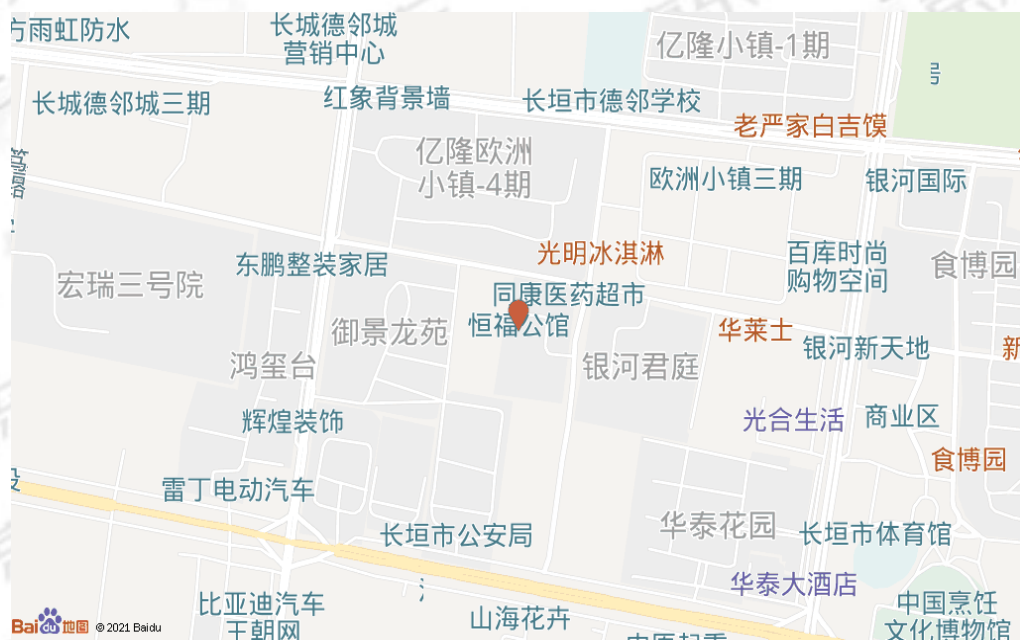 方雨虹防水
长城德邻城
营销中心
亿隆小镇-1期
长城德邻城三期
红象背景墙
长垣市德邻学校
老严家白吉馍
亿隆欧洲
小镇-4期
欧洲小镇三期
银河国际
东鹏整装家居
光明冰淇淋
百库时尚
购物空间
食博园
宏瑞三号院
同康医药超市
恒福公馆
御景龙苑
华莱士
银河新天地
鸿玺台
银河君庭
辉煌装饰
光合生活
商业区
食博园
雷丁电动汽车
长垣市公安局
华泰花园
长垣市体育馆
华泰大酒店
比亚迪汽车
王朝网
山海花卉
中国烹饪
文化博物馆
Bai du 地图 © 2021 Baidu